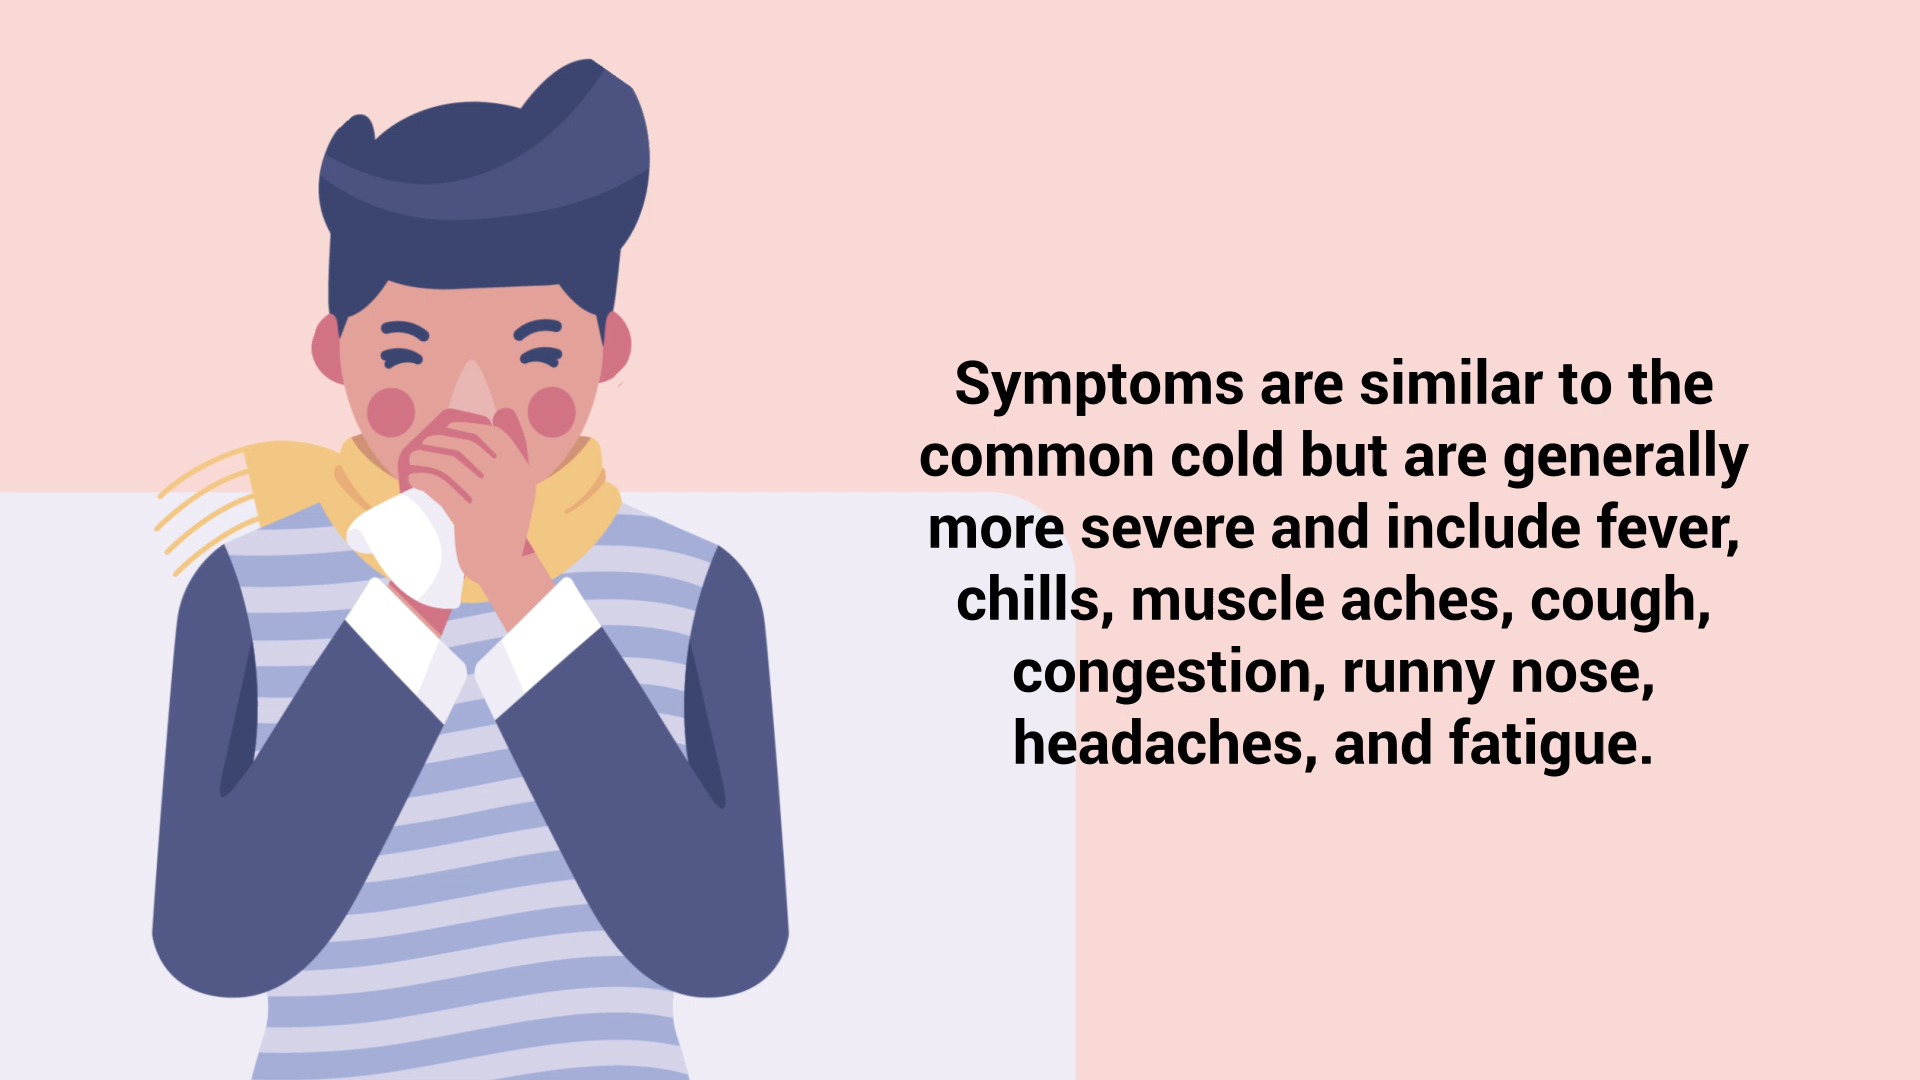 Symptoms are similar to the
common cold but are generally
more severe and include fever,
chills, muscle aches, cough,
congestion, runny nose,
headaches, and fatigue.